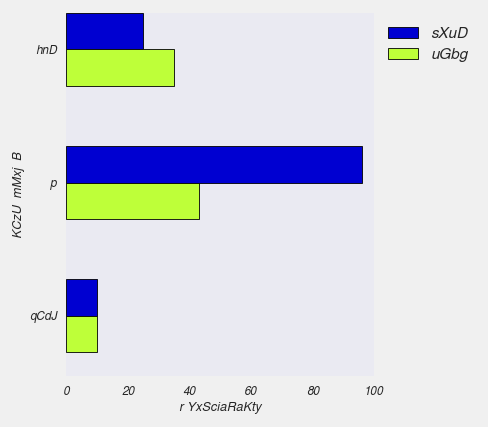 sXuD
uGbg
hnD
p
qCdJ
KCzU mMxj B
0 20 40 60 80 100
r YxSciaRaKty